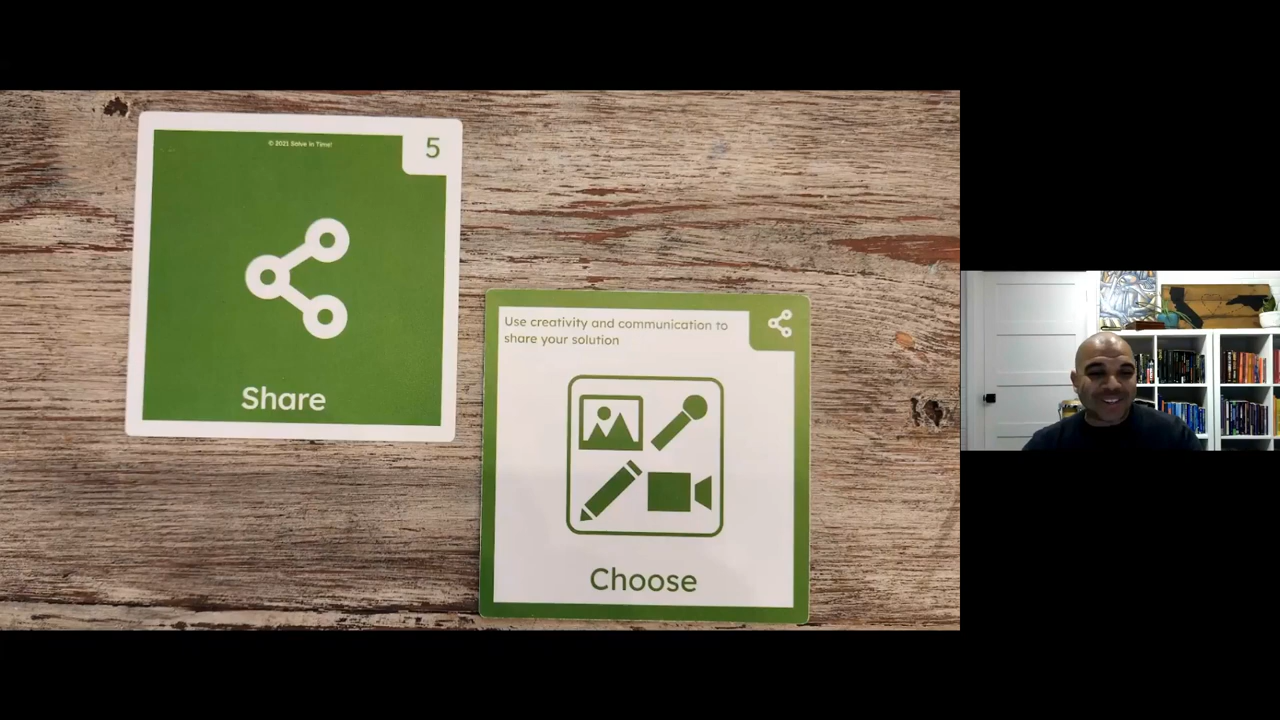 © 2021 Solve in Time!
5
Share
Use creativity and communication to
share your solution
Choose